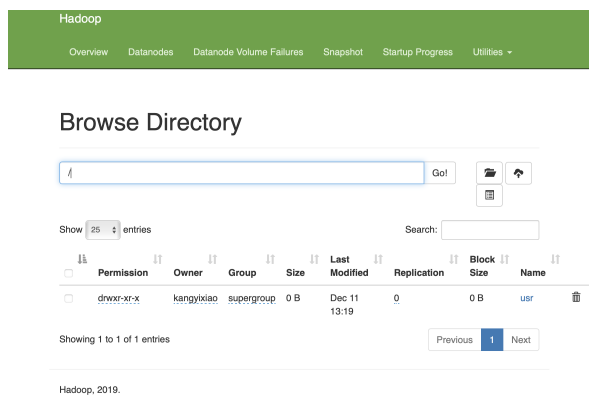 Hadoop
Overview Datanodes Datanode Volume Failures Snapshot Startup Progress Utilities
Browse Directory
/ Go!
Show 25 entries Search:
Permission Owner Group Size Last Modified Replication Block Size Name
drwxr-xr-x kangyixiao supergroup 0 B Dec 11 13:19 0 0 B usr
Showing 1 to 1 of 1 entries Previous 1 Next
Hadoop, 2019.